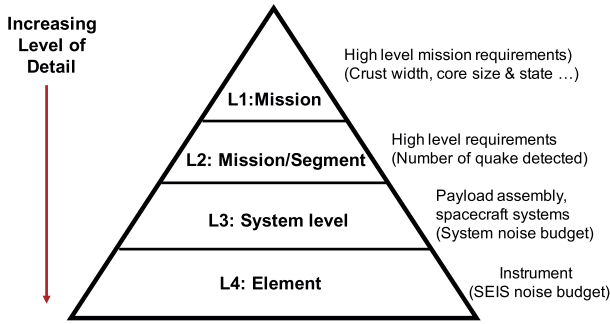 Increasing
Level of
Detail
High level mission requirements)
(Crust width, core size & state …)
L1:Mission
High level requirements
(Number of quake detected)
L2: Mission/Segment
Payload assembly,
spacecraft systems
(System noise budget)
L3: System level
Instrument
(SEIS noise budget)
L4: Element